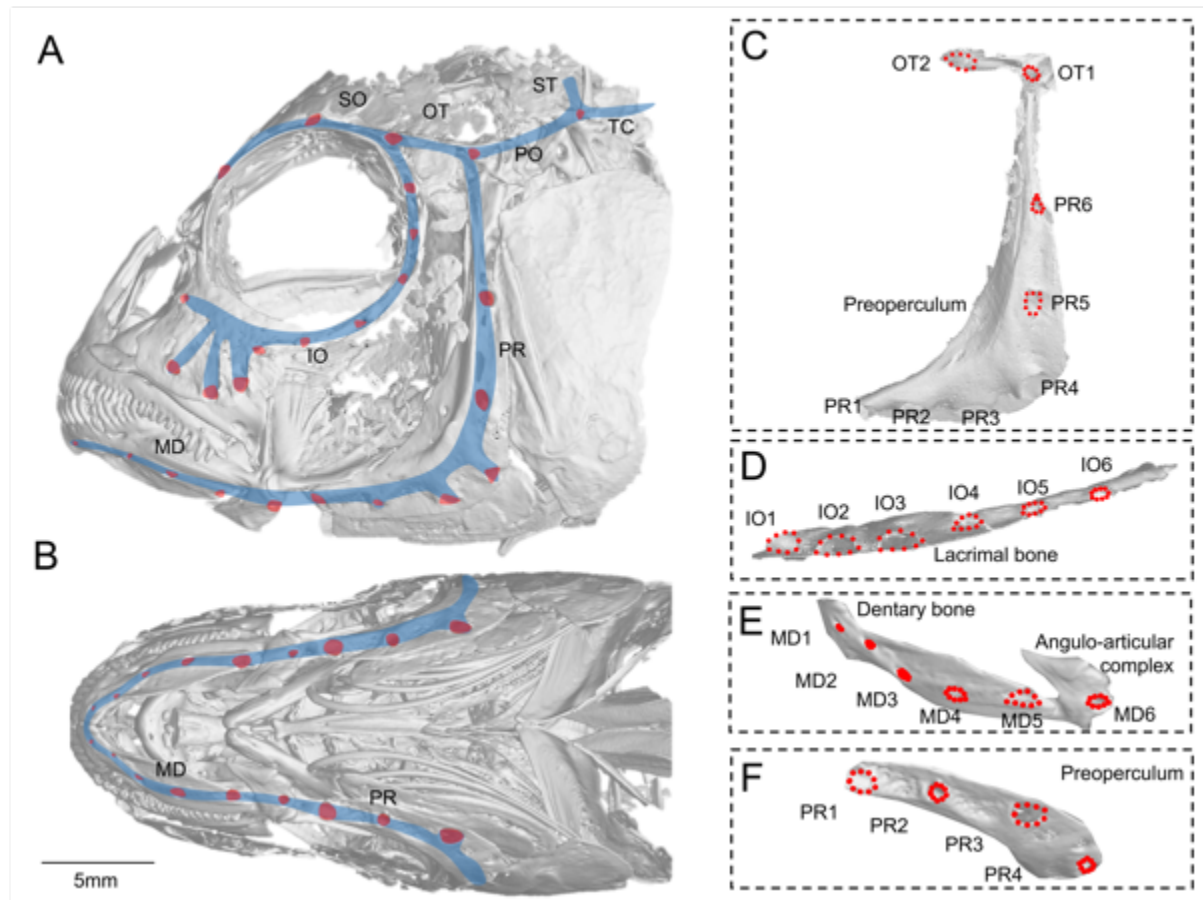 A
SO
OT
ST
TC
PO
PR
IO
MD
B
MD
PR
5mm
C
OT2
OT1
PR6
Preoperculum
PR5
PR4
PR1
PR2
PR3
D
IO1
IO2
IO3
IO4
IO5
IO6
Lacrimal bone
E
Dentary bone
MD1
Angulo-articular
complex
MD2
MD3
MD4
MD5
MD6
F
Preoperculum
PR1
PR2
PR3
PR4